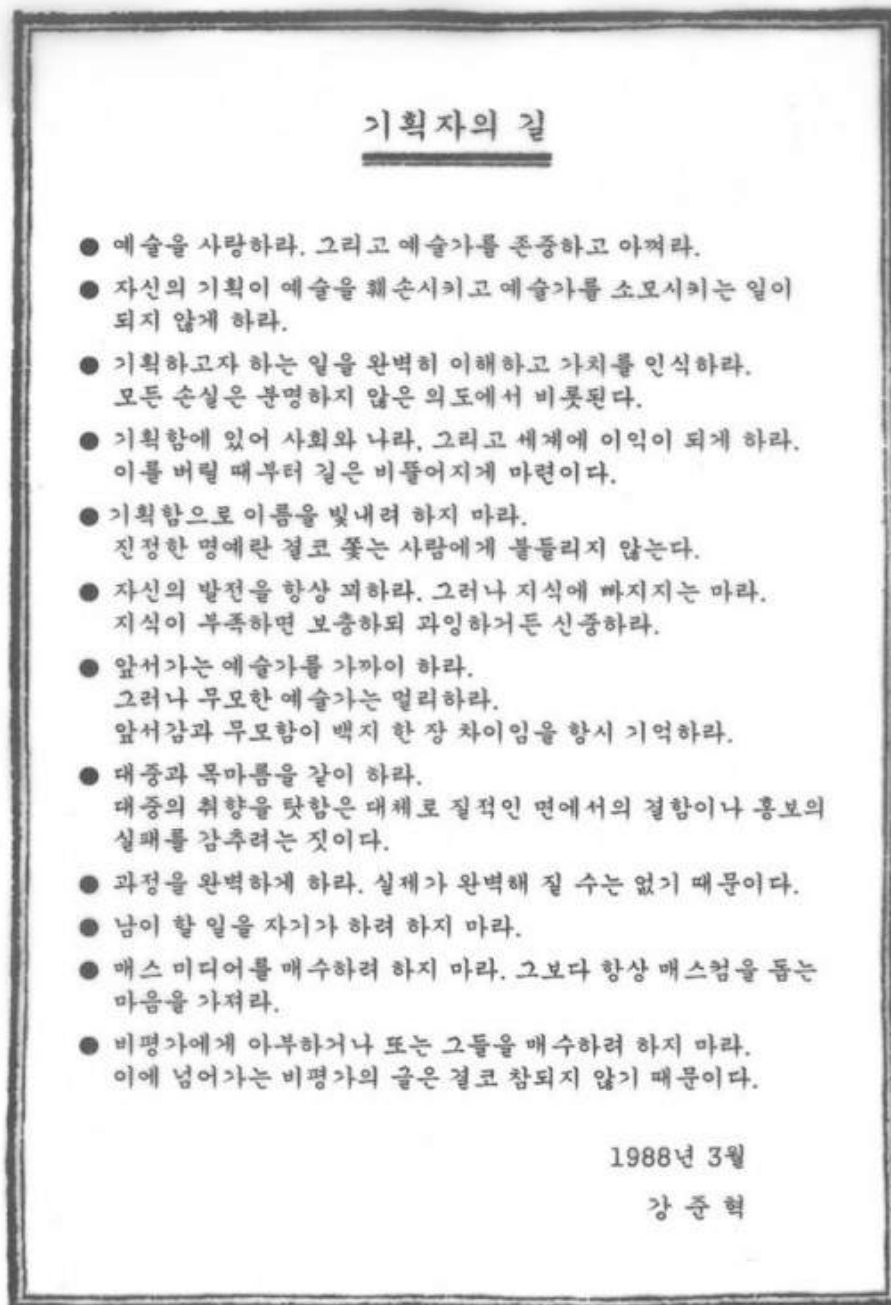 기획자의 길
● 예술을 사랑하라. 그리고 예술가를 존중하고 아껴라.
● 자신의 기획이 예술을 훼손시키고 예술가를 소모시키는 일이
되지 않게 하라.
● 기획하고자 하는 일을 완벽히 이해하고 가치를 인식하라.
모든 손실은 분명하지 않은 의도에서 비롯된다.
● 기획함에 있어 사회와 나라, 그리고 세계에 이익이 되게 하라.
이를 버릴 때부터 길은 비뚤어지게 마련이다.
● 기획함으로 이름을 빛내려 하지 마라.
진정한 명예란 결코 쫓는 사람에게 붙들리지 않는다.
● 자신의 발전을 항상 꾀하라. 그러나 지식에 빠지지는 마라.
지식이 부족하면 보충하되 과잉하거든 신중하라.
● 앞서가는 예술가를 가까이 하라.
그러나 무모한 예술가는 멀리하라.
앞서감과 무모함이 백지 한 장 차이임을 항시 기억하라.
● 대중과 목마름을 같이 하라.
대중의 취향을 탓함은 대체로 질적인 면에서의 결함이나 홍보의
실패를 감추려는 짓이다.
● 과정을 완벽하게 하라. 실제가 완벽해 질 수는 없기 때문이다.
● 남이 할 일을 자기가 하려 하지 마라.
● 매스 미디어를 매수하려 하지 마라. 그보다 항상 매스컴을 돕는
마음을 가져라.
● 비평가에게 아부하거나 또는 그들을 매수하려 하지 마라.
이에 넘어가는 비평가의 글은 결코 참되지 않기 때문이다.
1988년 3월
강 준 혁